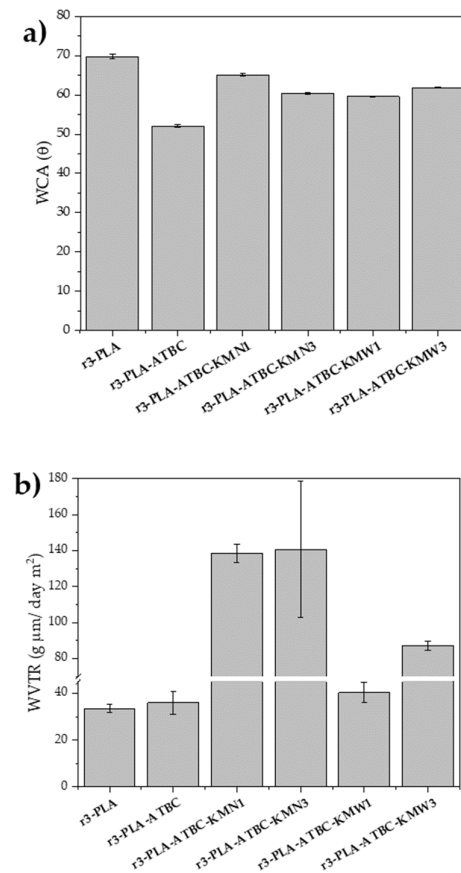 a)
80
70
60
50
40
30
20
10
0
WCA (θ)
r3-PLA
r3-PLA-ATBC
r3-PLA-ATBC-KMN1
r3-PLA-ATBC-KMN3
r3-PLA-ATBC-KMW1
r3-PLA-ATBC-KMW3
b)
180
160
140
120
100
80
40
20
0
WVTR (g μm/ day m²)
r3-PLA
r3-PLA-ATBC
r3-PLA-ATBC-KMN1
r3-PLA-ATBC-KMN3
r3-PLA-ATBC-KMW1
r3-PLA-ATBC-KMW3